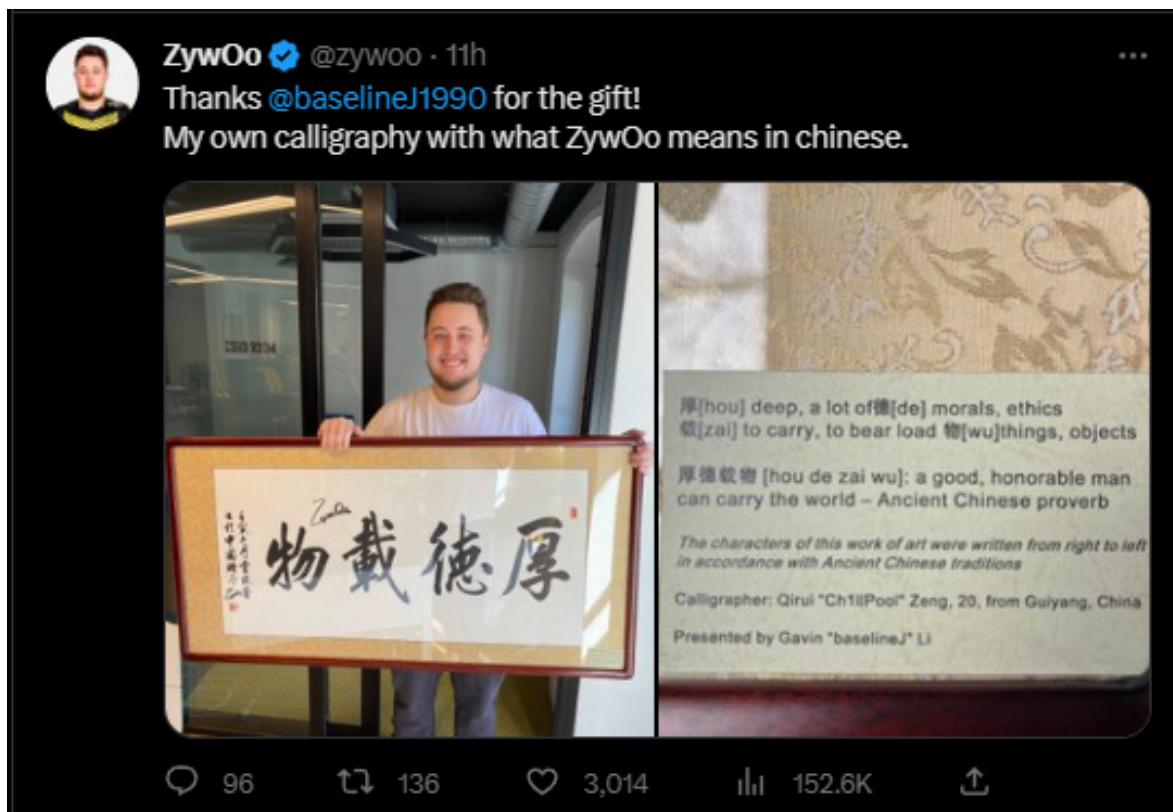 ZywOo @zywoo · 11h
Thanks @baselineJ1990 for the gift!
My own calligraphy with what ZywOo means in chinese.
ZywOo
物載德厚
厚[hou] deep, a lot of德[de] morals, ethics
载[zai] to carry, to bear load 物[wu]things, objects
厚德载物 [hou de zai wu]: a good, honorable man
can carry the world – Ancient Chinese proverb
The characters of this work of art were written from right to left
in accordance with Ancient Chinese traditions
Calligrapher: Qirui "Ch1llPool" Zeng, 20, from Guiyang, China
Presented by Gavin "baselineJ" Li
96 136 3,014 152.6K